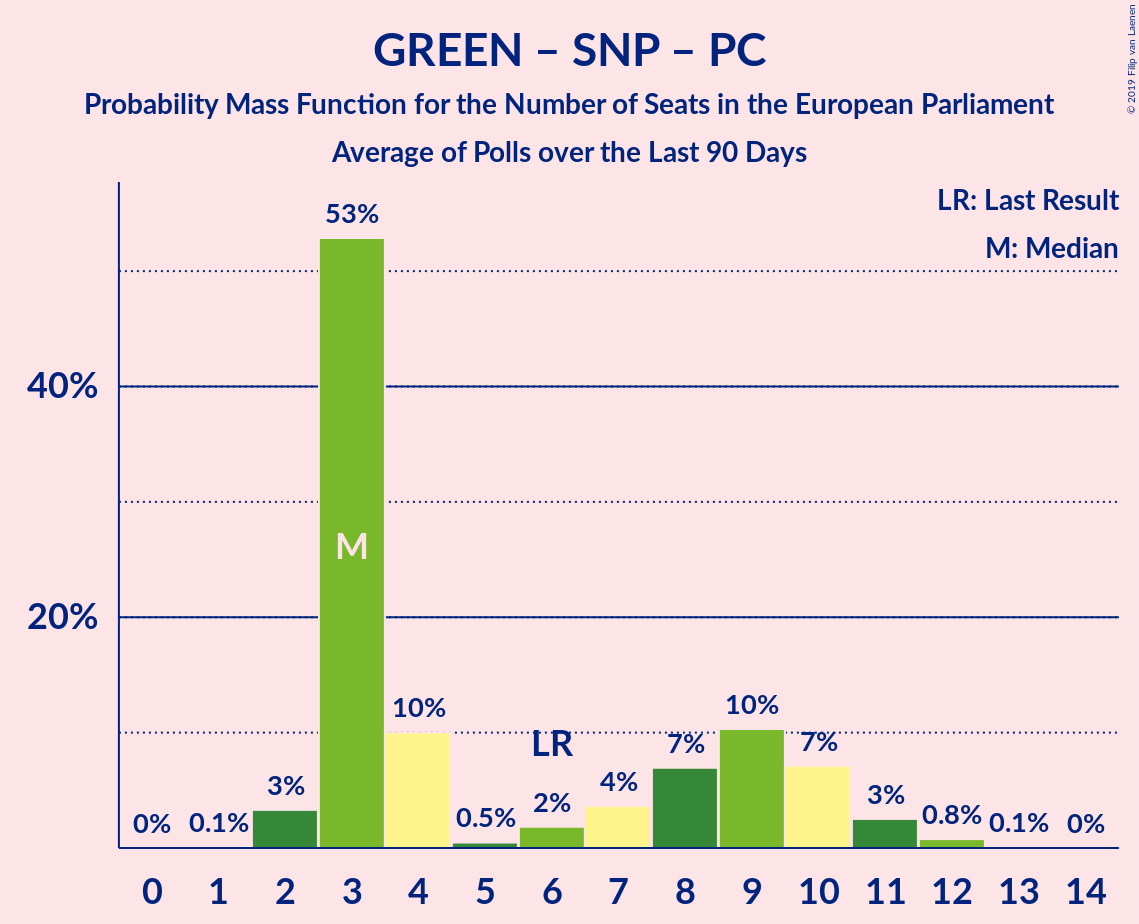 GREEN – SNP – PC
Probability Mass Function for the Number of Seats in the European Parliament
Average of Polls over the Last 90 Days
© 2019 Filip van Laenen
LR: Last Result
M: Median
53%
40%
M
20%
10%
10%
LR
7%
7%
3%
4%
3%
2%
0%
0.1%
0.5%
0.8%
0.1%
0%
0 1 2 3 4 5 6 7 8 9 10 11 12 13 14